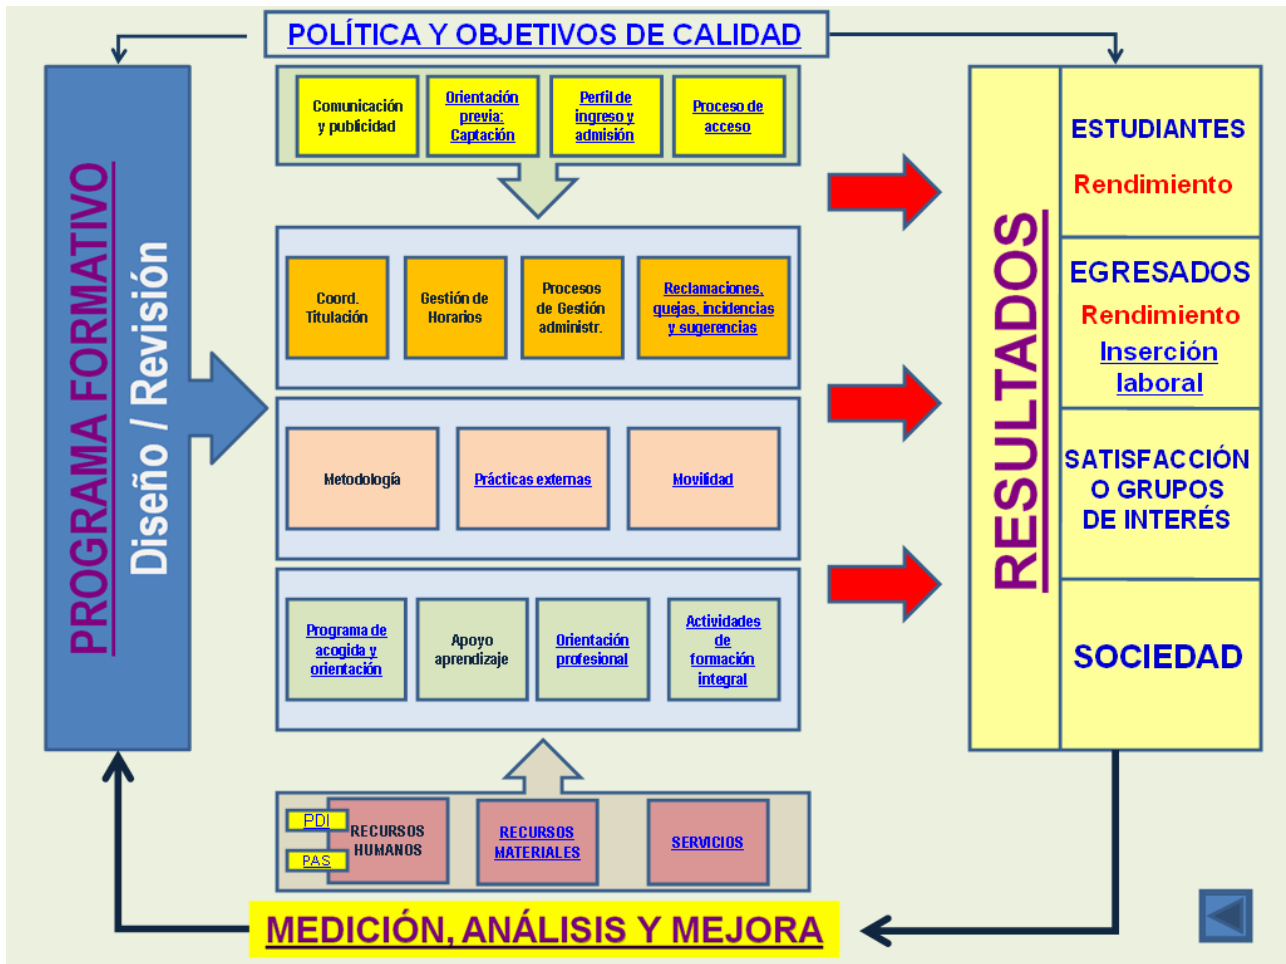 POLÍTICA Y OBJETIVOS DE CALIDAD
PROGRAMA FORMATIVO
Diseño / Revisión
Comunicación
y publicidad
Orientación
previa:
Captación
Perfil de
ingreso y
admisión
Proceso de
acceso
Coord.
Titulación
Gestión de
Horarios
Procesos
de Gestión
administr.
Reclamaciones,
quejas, incidencias
y sugerencias
Metodología
Prácticas externas
Movilidad
Programa de
acogida y
orientación
Apoyo
aprendizaje
Orientación
profesional
Actividades
de
formación
integral
PDI
PAS
RECURSOS
HUMANOS
RECURSOS
MATERIALES
SERVICIOS
RESULTADOS
ESTUDIANTES
Rendimiento
EGRESADOS
Rendimiento
Inserción
laboral
SATISFACCIÓN
O GRUPOS
DE INTERÉS
SOCIEDAD
MEDICIÓN, ANÁLISIS Y MEJORA